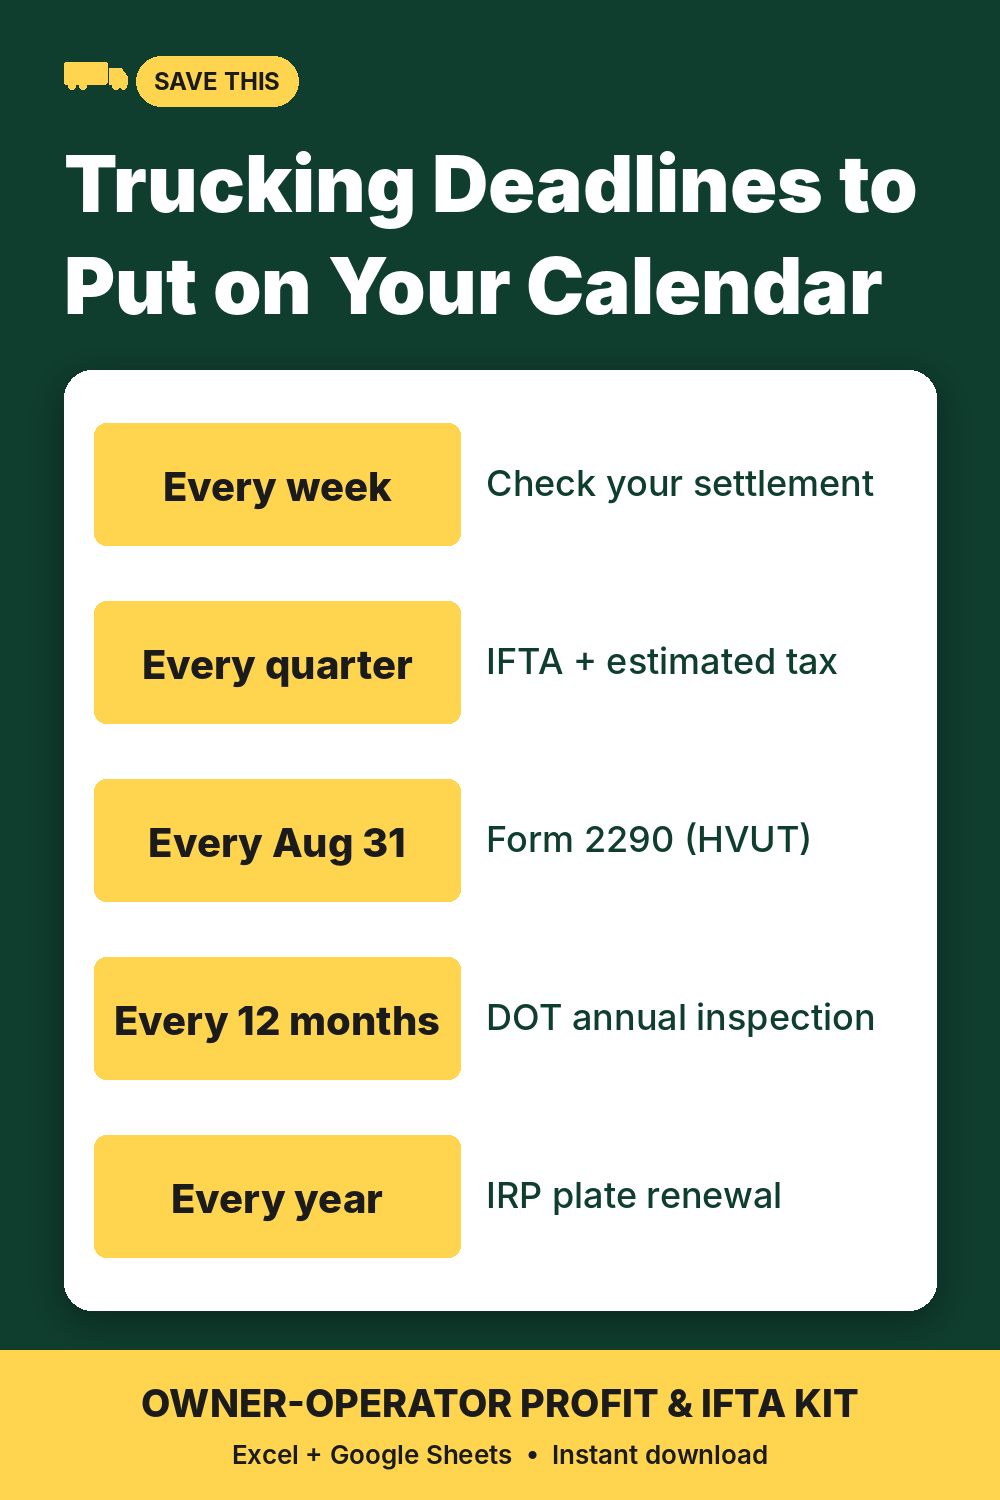 SAVE THIS
Trucking Deadlines to
Put on Your Calendar
Every week
Check your settlement
Every quarter
IFTA + estimated tax
Every Aug 31
Form 2290 (HVUT)
Every 12 months
DOT annual inspection
Every year
IRP plate renewal
OWNER-OPERATOR PROFIT & IFTA KIT
Excel + Google Sheets • Instant download